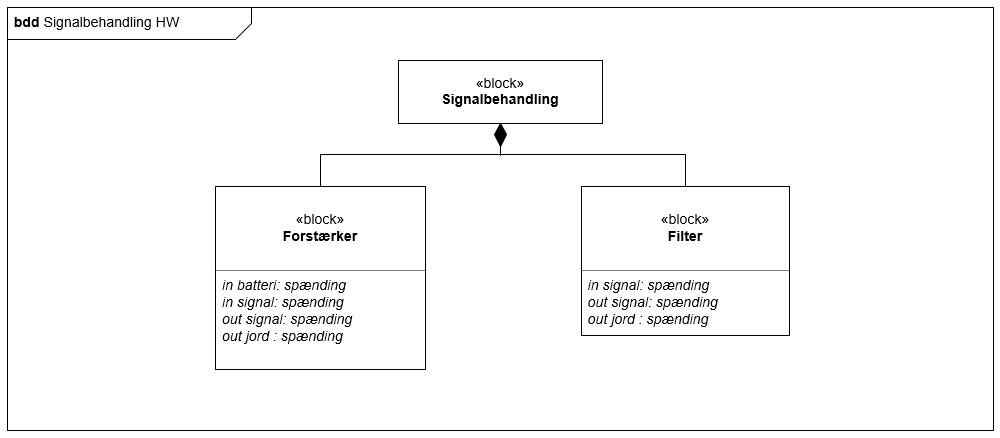 bdd Signalbehandling HW
«block»
Signalbehandling
«block»
Forstærker
in batteri: spænding
in signal: spænding
out signal: spænding
out jord : spænding
«block»
Filter
in signal: spænding
out signal: spænding
out jord : spænding